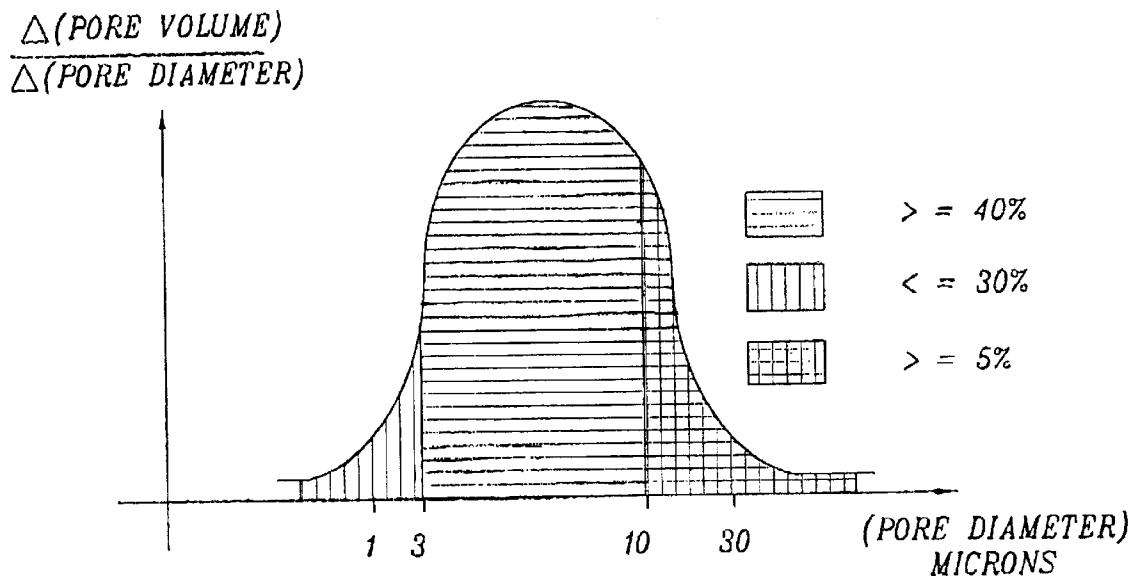 △(PORE VOLUME)
△(PORE DIAMETER)
> = 40%
< = 30%
> = 5%
1 3 10 30
(PORE DIAMETER)
MICRONS